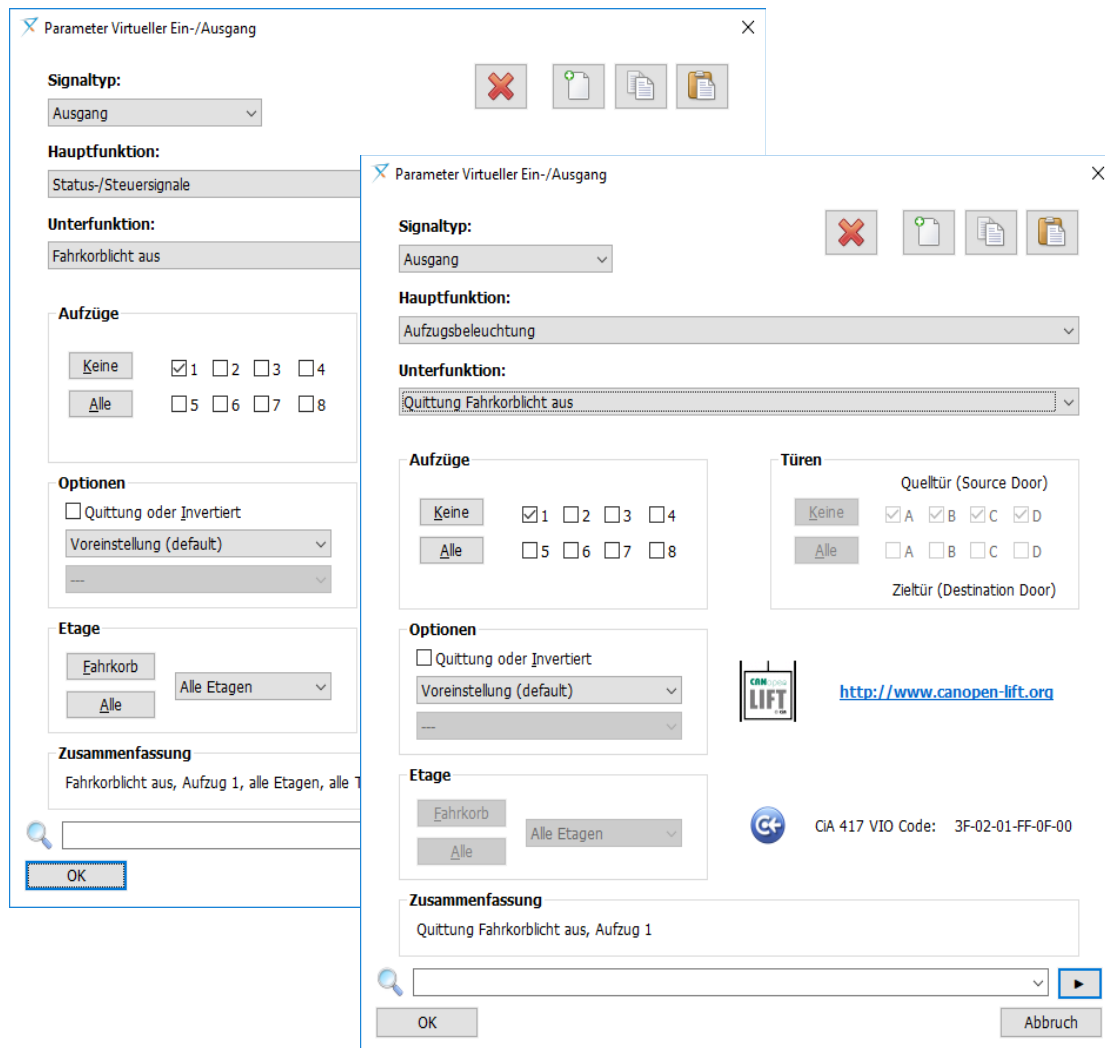 Parameter Virtueller Ein-/Ausgang
Signaltyp:
Ausgang
Hauptfunktion:
Status-/Steuersignale
Unterfunktion:
Fahrkorblicht aus
Aufzüge
Keine 1 2 3 4
Alle 5 6 7 8
Optionen
Quittung oder Invertiert
Voreinstellung (default)
---
Etage
Fahrkorb
Alle Etagen
Alle
Zusammenfassung
Fahrkorblicht aus, Aufzug 1, alle Etagen, alle
OK
Parameter Virtueller Ein-/Ausgang
Signaltyp:
Ausgang
Hauptfunktion:
Aufzugsbeleuchtung
Unterfunktion:
Quittung Fahrkorblicht aus
Aufzüge
Keine 1 2 3 4
Alle 5 6 7 8
Türen
Quelltür (Source Door)
Keine A B C D
Alle A B C D
Zieltür (Destination Door)
Optionen
Quittung oder Invertiert
Voreinstellung (default)
---
CANopen
LIFT
http://www.canopen-lift.org
Etage
Fahrkorb
Alle Etagen
Alle
CiA 417 VIO Code: 3F-02-01-FF-0F-00
Zusammenfassung
Quittung Fahrkorblicht aus, Aufzug 1
OK
Abbruch